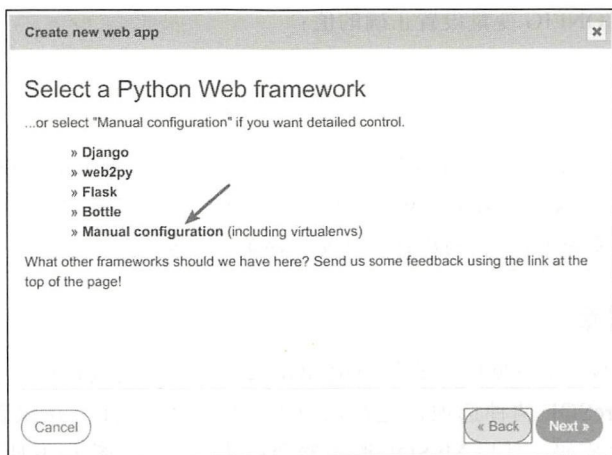 Create new web app
Select a Python Web framework
...or select "Manual configuration" if you want detailed control.
» Django
» web2py
» Flask
» Bottle
» Manual configuration (including virtualenvs)
What other frameworks should we have here? Send us some feedback using the link at the
top of the page!
Cancel
« Back
Next »